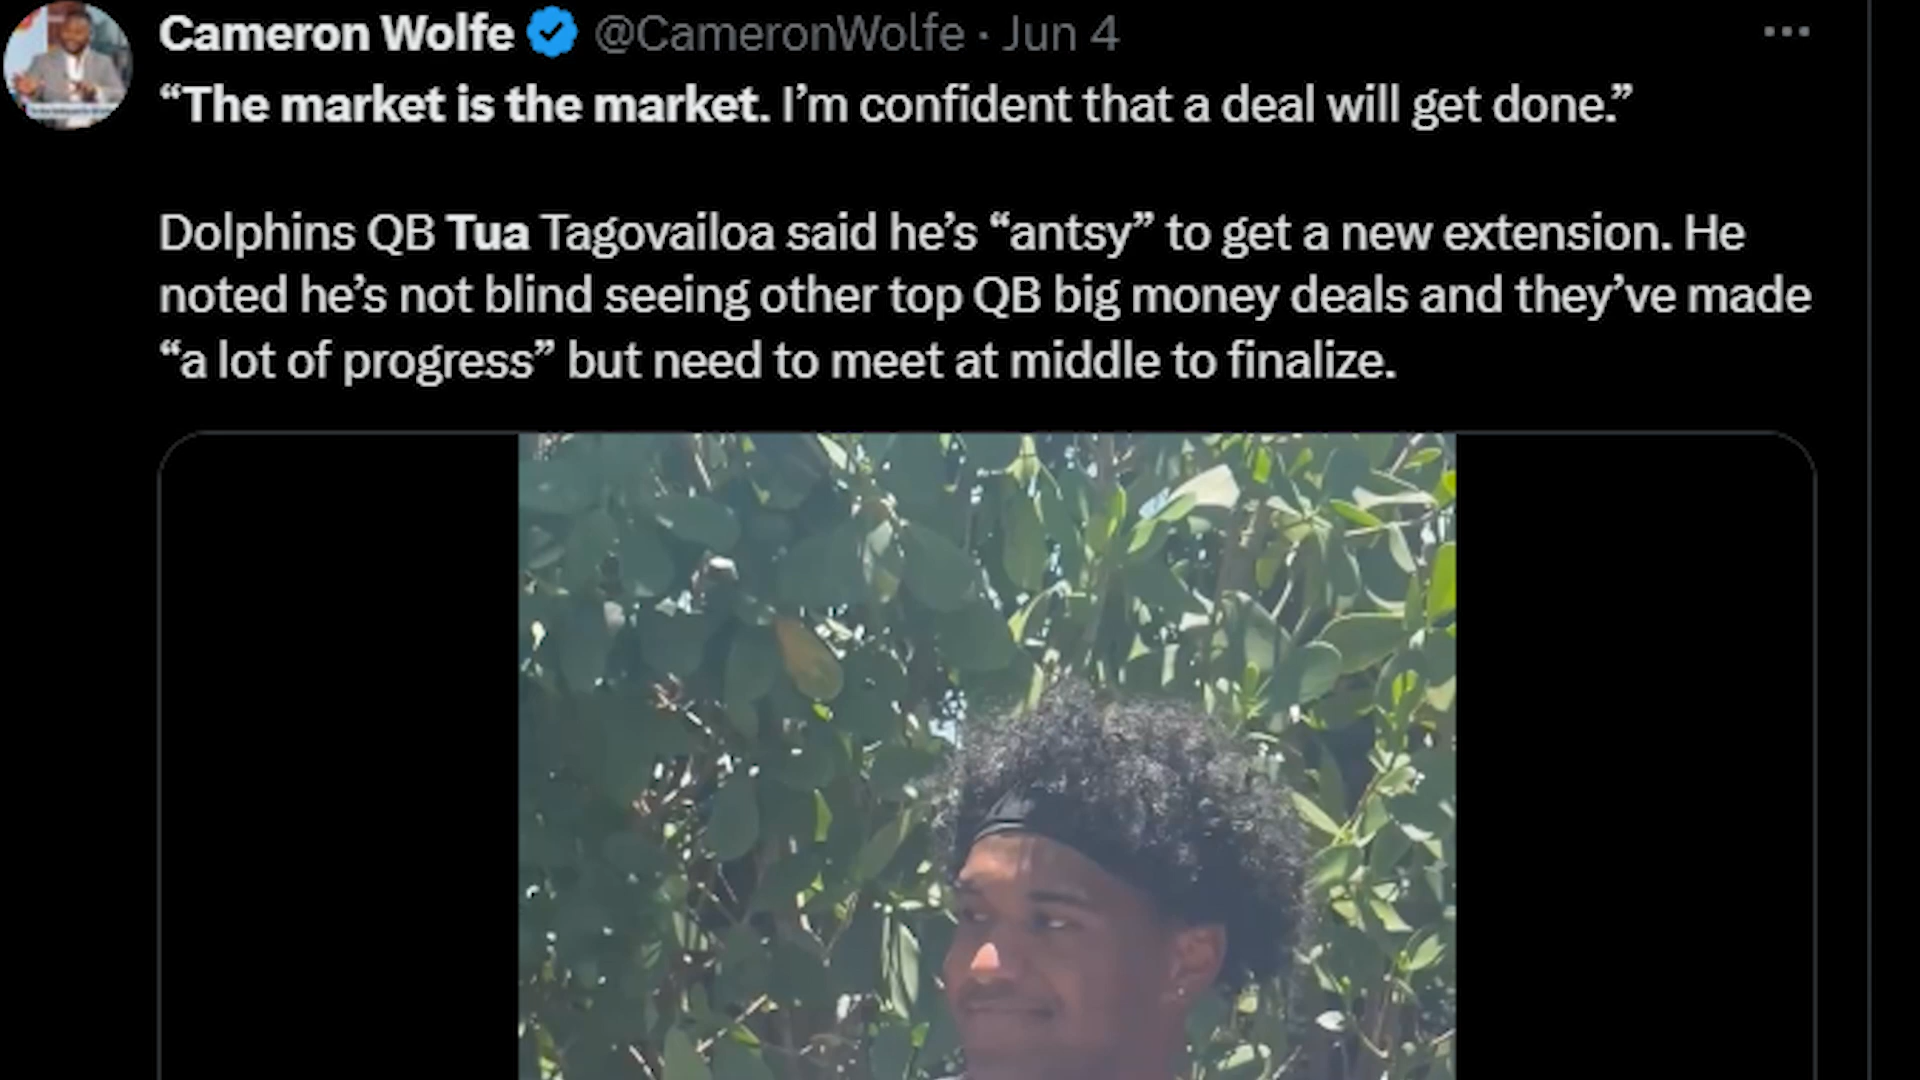 Cameron Wolfe @CameronWolfe · Jun 4
“The market is the market. I’m confident that a deal will get done.”
Dolphins QB Tua Tagovailoa said he’s “antsy” to get a new extension. He
noted he’s not blind seeing other top QB big money deals and they’ve made
“a lot of progress” but need to meet at middle to finalize.